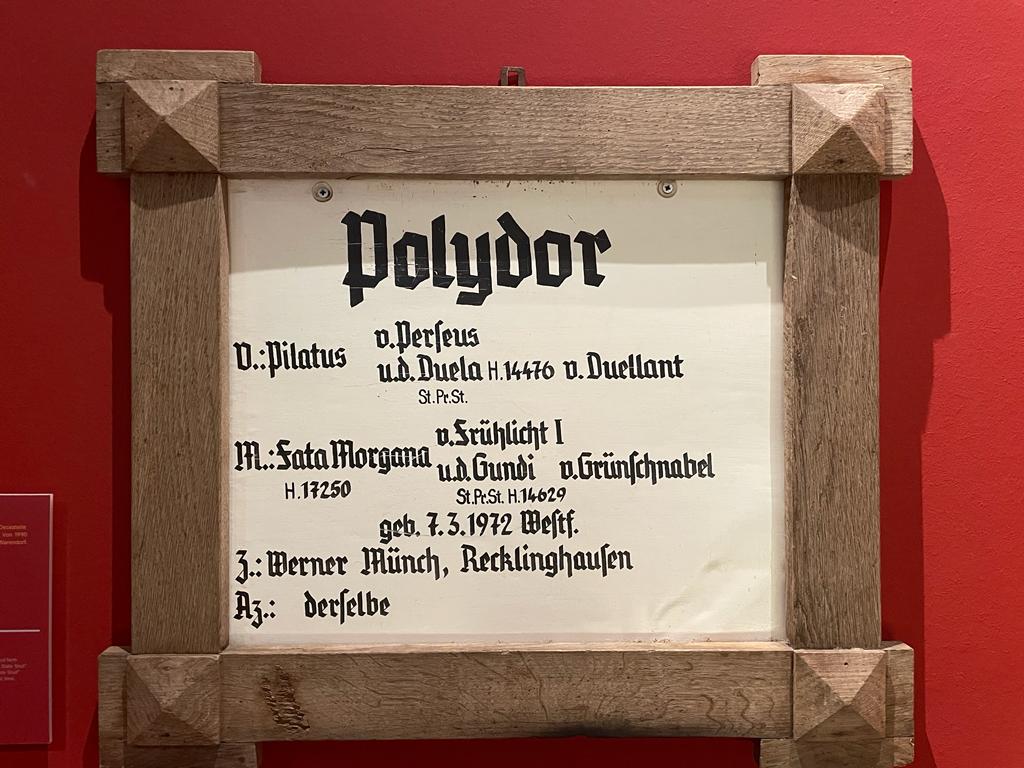 Polydor
V.: Pilatus v. Perseus
u.d. Duela H.14476 v. Duellant
St.Pr.St.
M.: Fata Morgana v. Frühlicht I
H.17250 u.d. Gundi v. Grünschnabel
St.Pr.St. H.14629
geb. 7.3.1972 Westf.
Z.: Werner Münch, Recklinghausen
Az.: derselbe